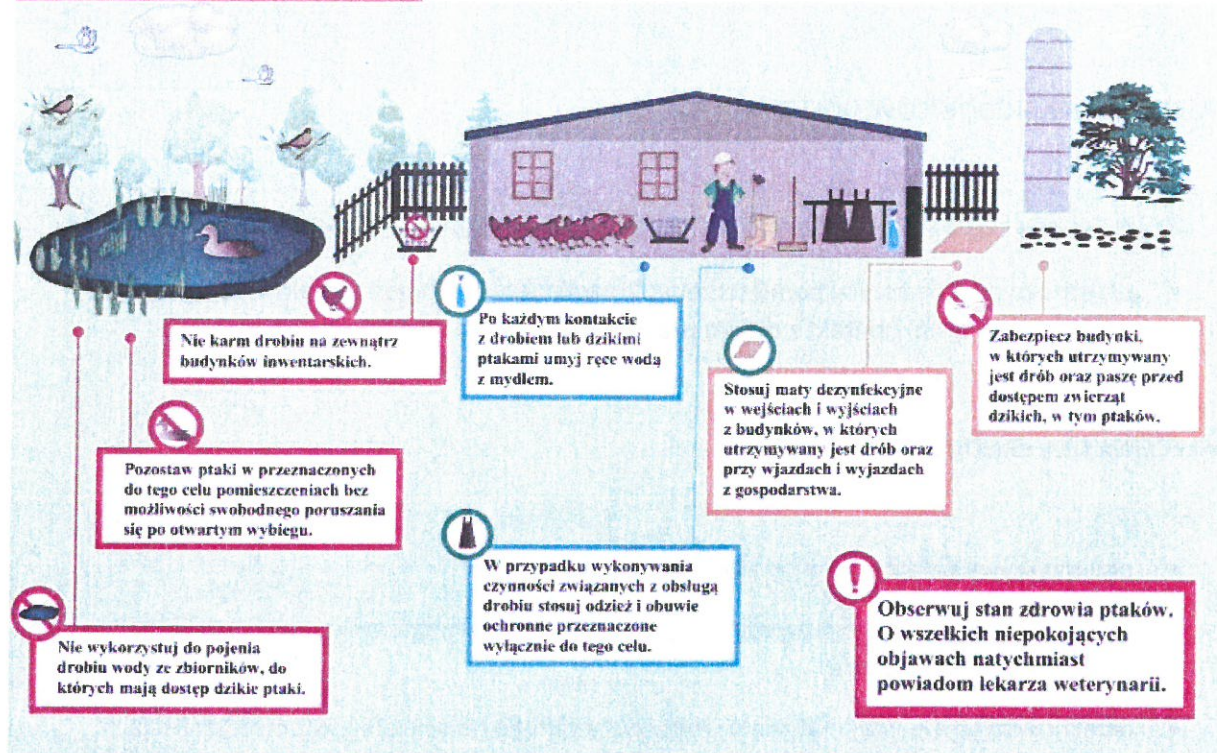 Nie karm drobiu na zewnątrz
budynków inwentarskich.
Po każdym kontakcie
z drobiem lub dzikimi
ptakami umyj ręce wodą
z mydłem.
Zabezpiecz budynki,
w których utrzymywany
jest drób oraz paszę przed
dostępem zwierząt
dzikich, w tym ptaków.
Stosuj maty dezynfekcyjne
w wejściach i wyjściach
z budynków, w których
utrzymywany jest drób oraz
przy wjazdach i wyjazdach
z gospodarstwa.
Pozostaw ptaki w przeznaczonych
do tego celu pomieszczeniach bez
możliwości swobodnego poruszania
się po otwartym wybiegu.
W przypadku wykonywania
czynności związanych z obsługą
drobiu stosuj odzież i obuwie
ochronne przeznaczone
wyłącznie do tego celu.
Nie wykorzystuj do pojenia
drobiu wody ze zbiorników, do
których mają dostęp dzikie ptaki.
Obserwuj stan zdrowia ptaków.
O wszelkich niepokojących
objawach natychmiast
powiadom lekarza weterynarii.